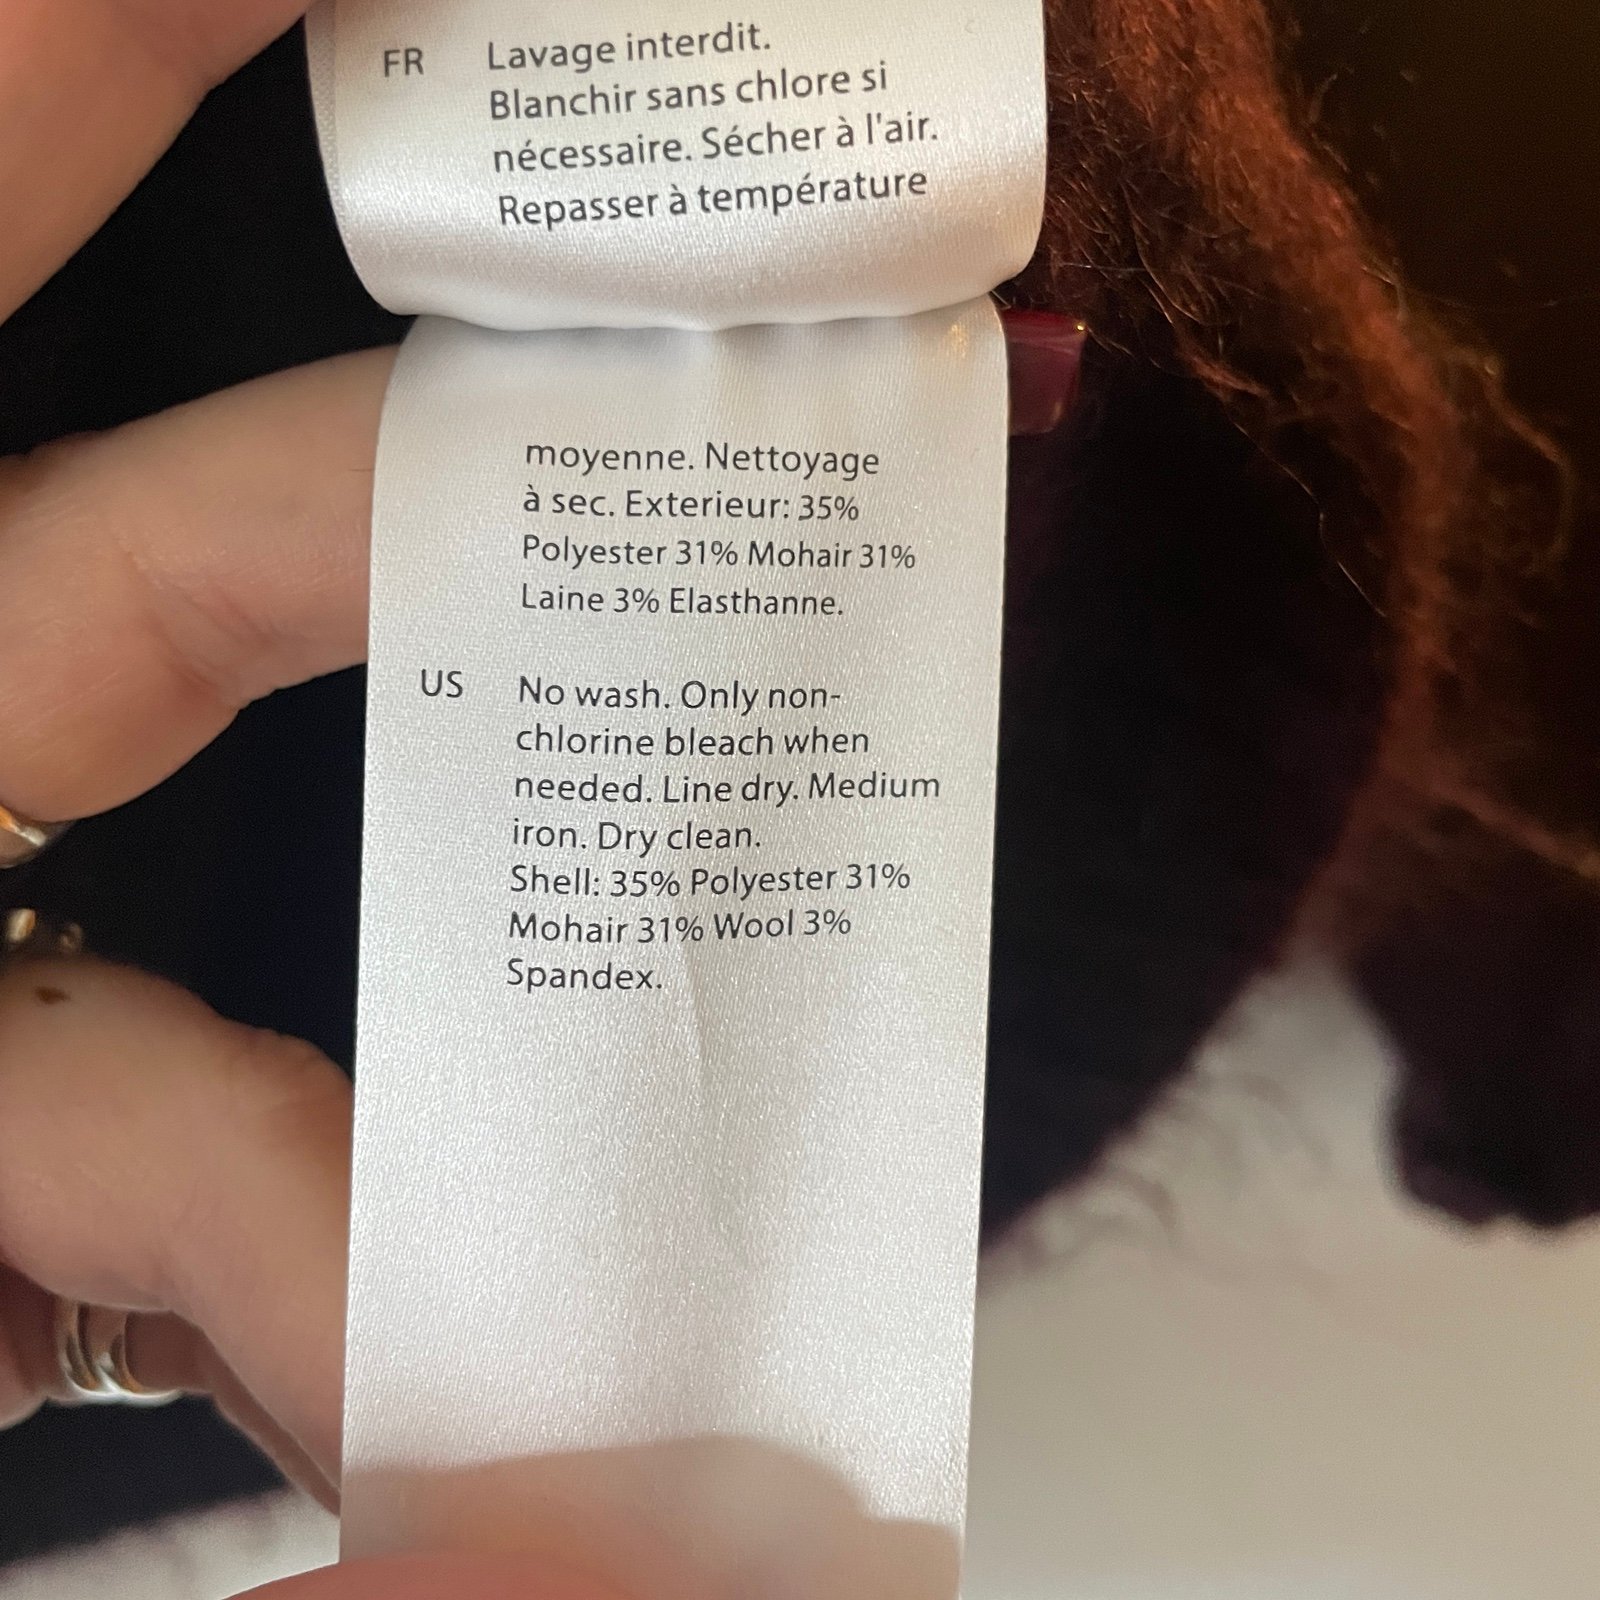 FR Lavage interdit.
Blanchir sans chlore si
nécessaire. Sécher à l'air.
Repasser à température
moyenne. Nettoyage
à sec. Exterieur: 35%
Polyester 31% Mohair 31%
Laine 3% Elasthanne.
US No wash. Only non-
chlorine bleach when
needed. Line dry. Medium
iron. Dry clean.
Shell: 35% Polyester 31%
Mohair 31% Wool 3%
Spandex.